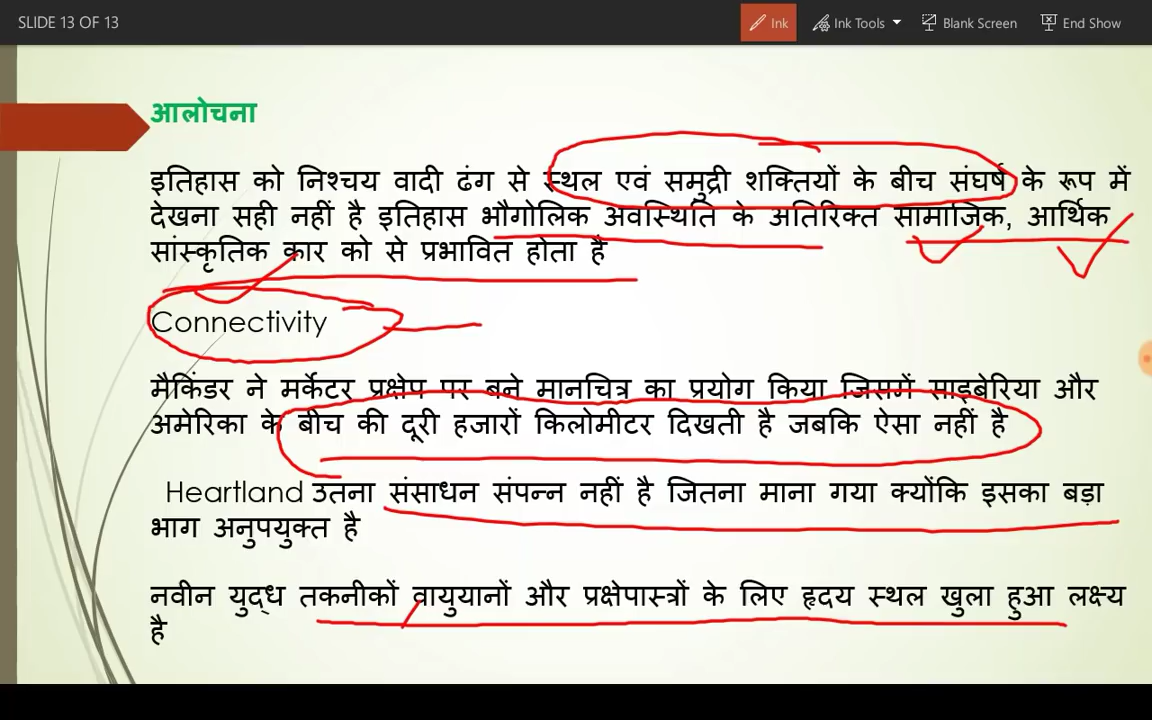 SLIDE 13 OF 13
Ink
Ink Tools
Blank Screen
End Show
आलोचना
इतिहास को निश्चय वादी ढंग से स्थल एवं समुद्री शक्तियों के बीच संघर्ष के रूप में
देखना सही नहीं है इतिहास भौगोलिक अवस्थिति के अतिरिक्त सामाजिक, आर्थिक
सांस्कृतिक कार को से प्रभावित होता है
Connectivity
मैकिंडर ने मर्केटर प्रक्षेप पर बने मानचित्र का प्रयोग किया जिसमें साइबेरिया और
अमेरिका के बीच की दूरी हजारों किलोमीटर दिखती है जबकि ऐसा नहीं है
Heartland उतना संसाधन संपन्न नहीं है जितना माना गया क्योंकि इसका बड़ा
भाग अनुपयुक्त है
नवीन युद्ध तकनीकों वायुयानों और प्रक्षेपास्त्रों के लिए हृदय स्थल खुला हुआ लक्ष्य
है